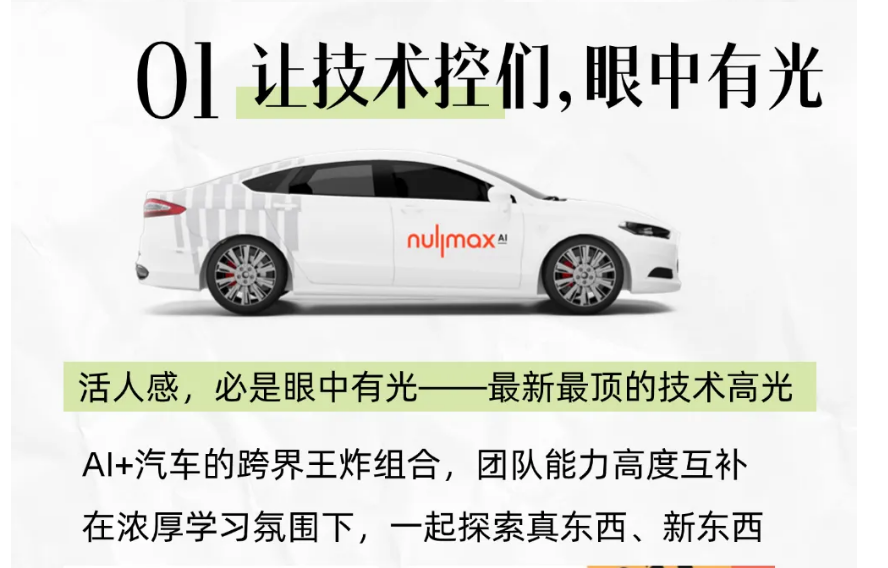 01 让技术控们,眼中有光
nullmax AI
活人感，必是眼中有光——最新最顶的技术高光
AI+汽车的跨界王炸组合，团队能力高度互补
在浓厚学习氛围下，一起探索真东西、新东西